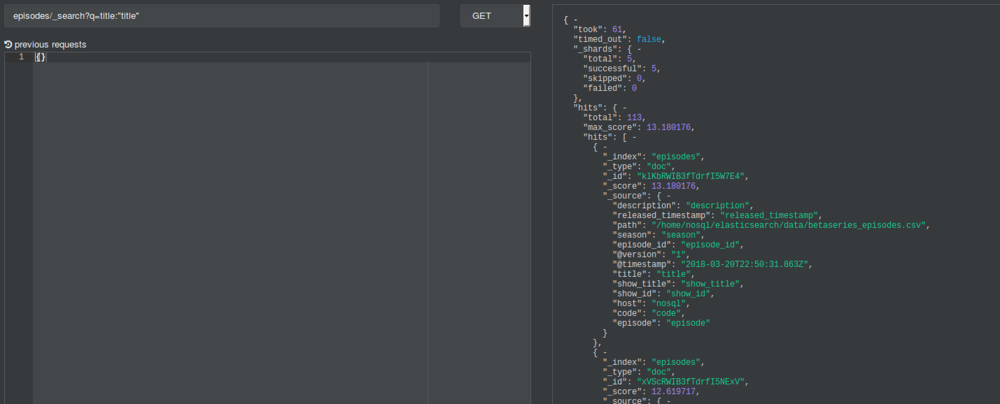 episodes/_search?q=title:"title"
GET
previous requests
1 {}
{ -
"took": 61,
"timed_out": false,
"_shards": { -
"total": 5,
"successful": 5,
"skipped": 0,
"failed": 0
},
"hits": { -
"total": 113,
"max_score": 13.180176,
"hits": [ -
{ -
"_index": "episodes",
"_type": "doc",
"_id": "klKbRWIB3fTdrfI5W7E4",
"_score": 13.180176,
"_source": { -
"description": "description",
"released_timestamp": "released_timestamp",
"path": "/home/nosql/elasticsearch/data/betaseries_episodes.csv",
"season": "season",
"episode_id": "episode_id",
"@version": "1",
"@timestamp": "2018-03-20T22:50:31.863Z",
"title": "title",
"show_title": "show_title",
"show_id": "show_id",
"host": "nosql",
"code": "code",
"episode": "episode"
}
},
{ -
"_index": "episodes",
"_type": "doc",
"_id": "xVScRWIB3fTdrfI5NExV",
"_score": 12.619717,
"_source": { -